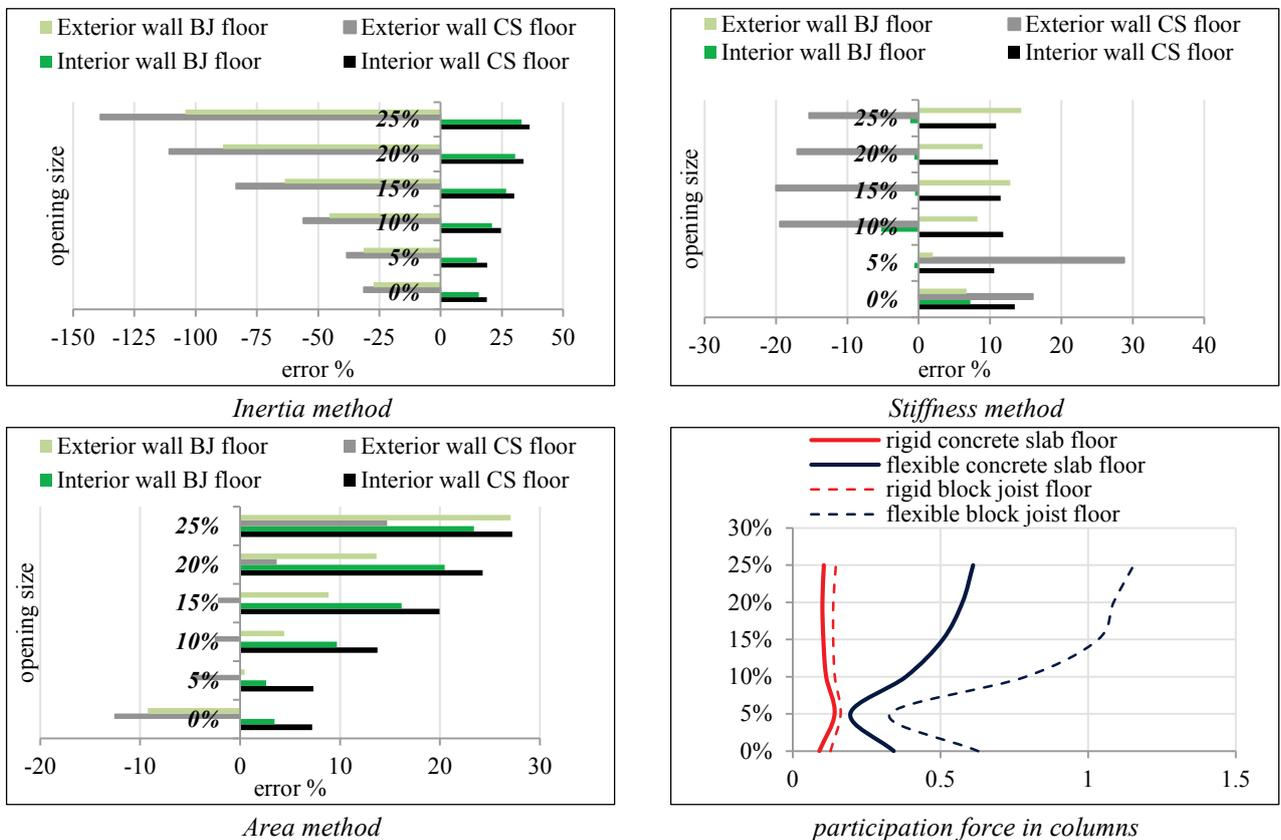 Exterior wall BJ floor
Exterior wall CS floor
Interior wall BJ floor
Interior wall CS floor
opening size
25%
20%
15%
10%
5%
0%
-150 -125 -100 -75 -50 -25 0 25 50
error %
Inertia method
Exterior wall BJ floor
Exterior wall CS floor
Interior wall BJ floor
Interior wall CS floor
opening size
25%
20%
15%
10%
5%
0%
-30 -20 -10 0 10 20 30 40
error %
Stiffness method
Exterior wall BJ floor
Exterior wall CS floor
Interior wall BJ floor
Interior wall CS floor
opening size
25%
20%
15%
10%
5%
0%
-20 -10 0 10 20 30
error %
Area method
rigid concrete slab floor
flexible concrete slab floor
rigid block joist floor
flexible block joist floor
30%
25%
20%
15%
10%
5%
0%
0 0.5 1 1.5
participation force in columns